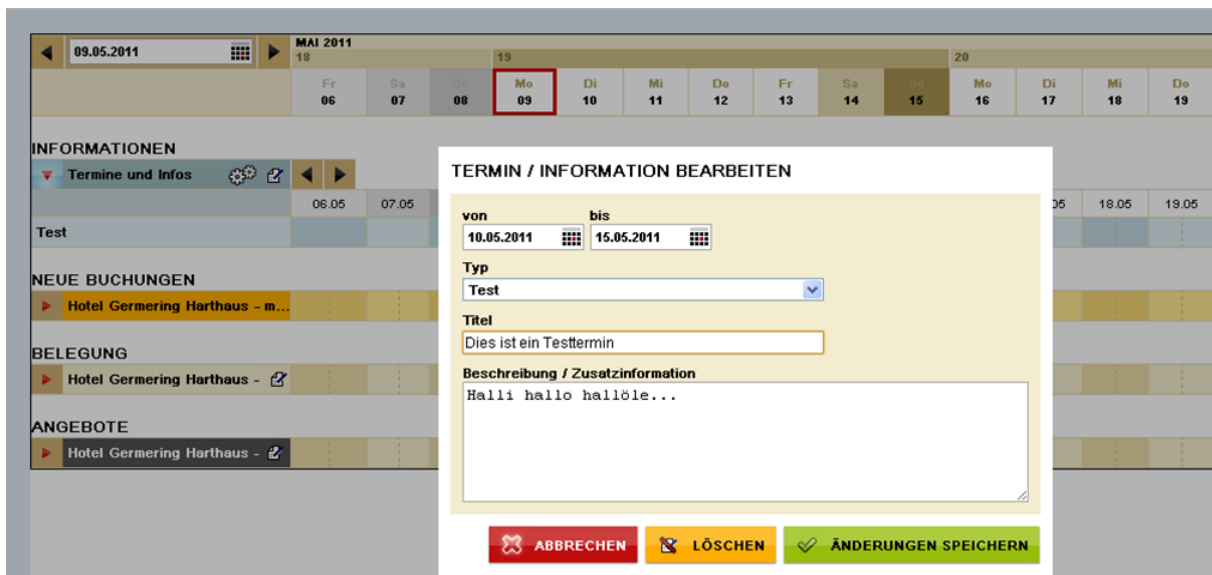 09.05.2011
MAI 2011
18 19 20
Fr Sa So Mo Di Mi Do Fr Sa So Mo Di Mi Do
06 07 08 09 10 11 12 13 14 15 16 17 18 19
INFORMATIONEN
Termine und Infos
06.05 07.05 18.05 19.05
Test
NEUE BUCHUNGEN
Hotel Germering Harthaus - m...
BELEGUNG
Hotel Germering Harthaus -
ANGEBOTE
Hotel Germering Harthaus -
TERMIN / INFORMATION BEARBEITEN
von bis
10.05.2011 15.05.2011
Typ
Test
Titel
Dies ist ein Testtermin
Beschreibung / Zusatzinformation
Halli hallo hallöle...
ABBRECHEN LÖSCHEN ÄNDERUNGEN SPEICHERN